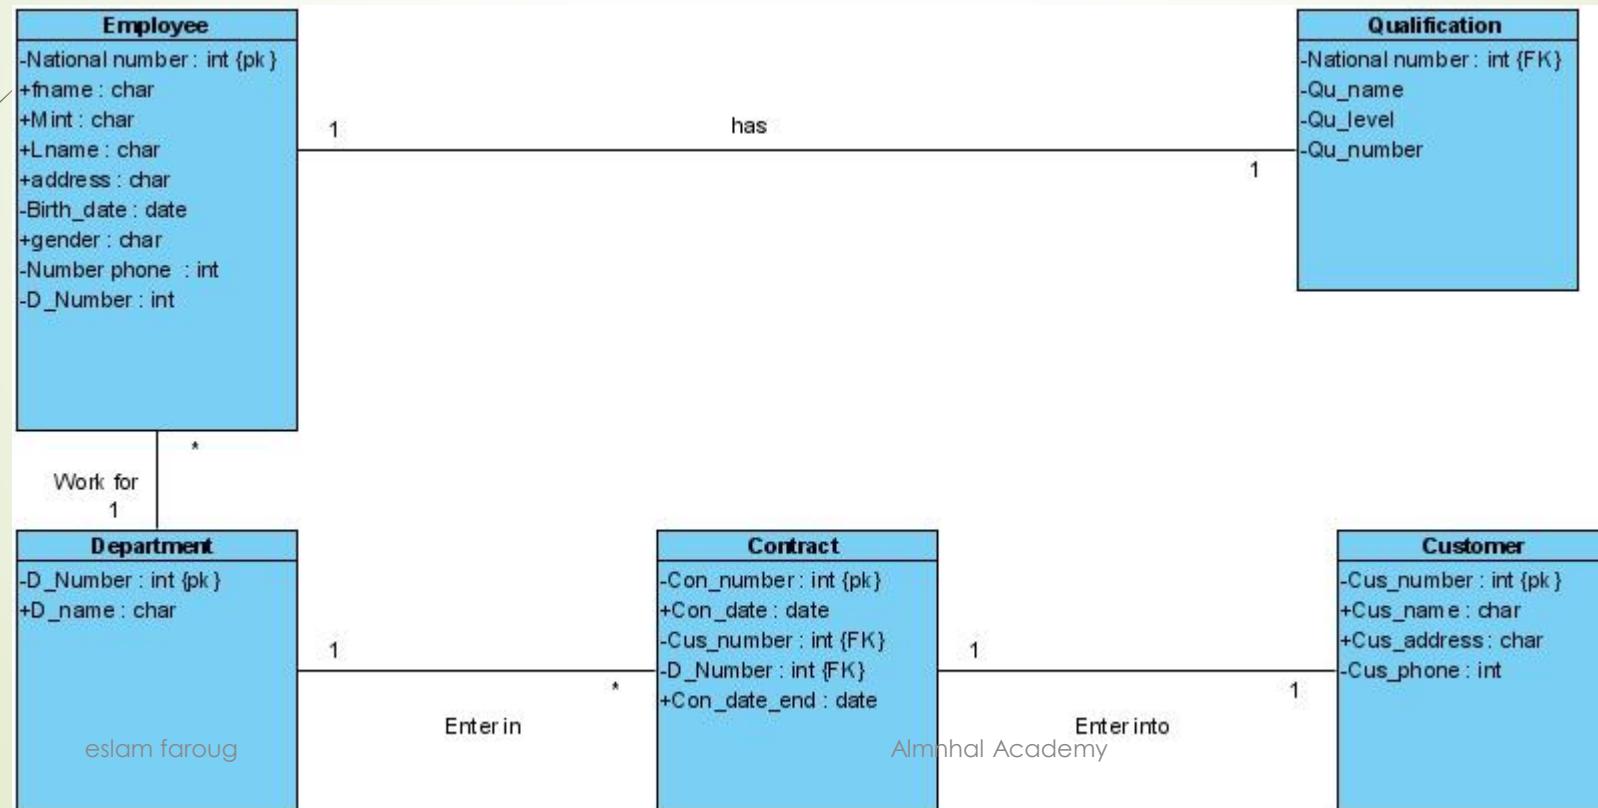 Employee
-National number : int {pk}
+fname : char
+Mint : char
+Lname : char
+address : char
-Birth_date : date
+gender : char
-Number phone : int
-D_Number : int
1
has
1
Qualification
-National number : int {FK}
-Qu_name
-Qu_level
-Qu_number
*
Work for
1
Department
-D_Number : int {pk}
+D_name : char
1
*
Enter in
Contract
-Con_number : int {pk}
+Con_date : date
-Cus_number : int {FK}
-D_Number : int {FK}
+Con_date_end : date
1
1
Enter into
Customer
-Cus_number : int {pk}
+Cus_name : char
+Cus_address : char
-Cus_phone : int
eslam faroug
Almnhal Academy